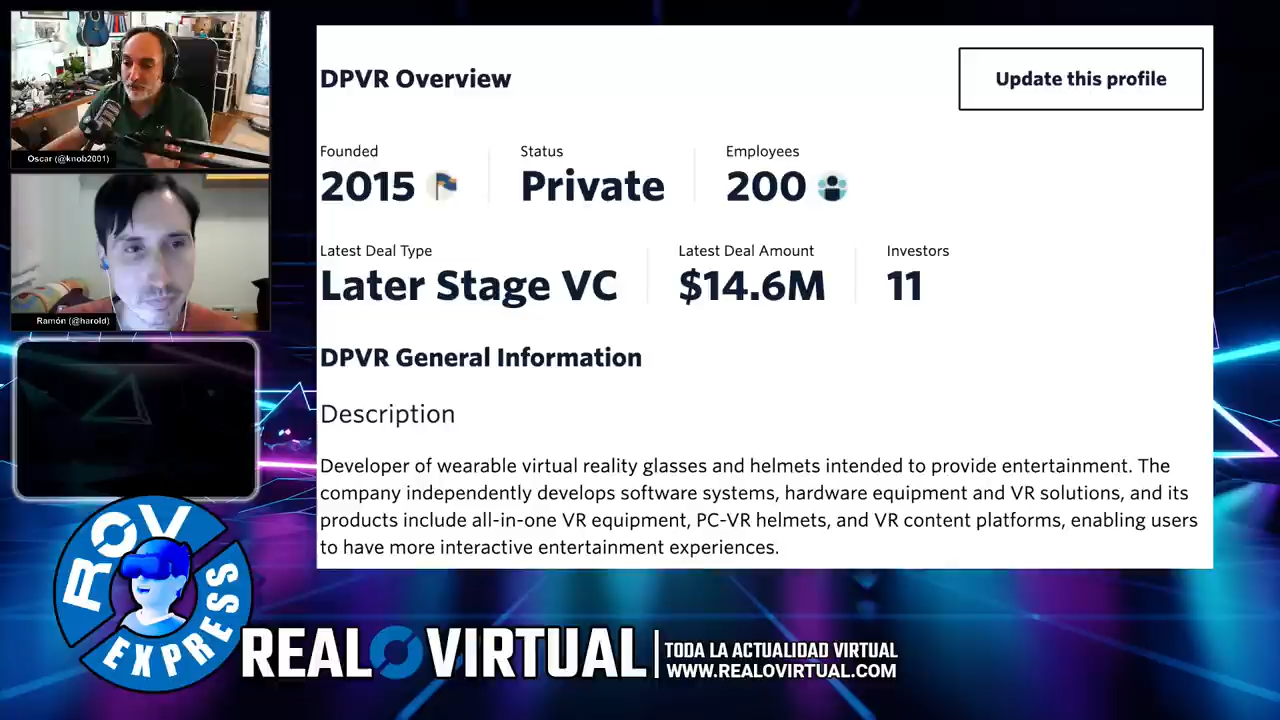 Oscar (@knob2001)
Ramón (@harold)
DPVR Overview
Update this profile
Founded
2015
Status
Private
Employees
200
Latest Deal Type
Later Stage VC
Latest Deal Amount
$14.6M
Investors
11
DPVR General Information
Description
Developer of wearable virtual reality glasses and helmets intended to provide entertainment. The
company independently develops software systems, hardware equipment and VR solutions, and its
products include all-in-one VR equipment, PC-VR helmets, and VR content platforms, enabling users
to have more interactive entertainment experiences.
ROV
EXPRESS
REAL O VIRTUAL
TODA LA ACTUALIDAD VIRTUAL
WWW.REALOVIRTUAL.COM